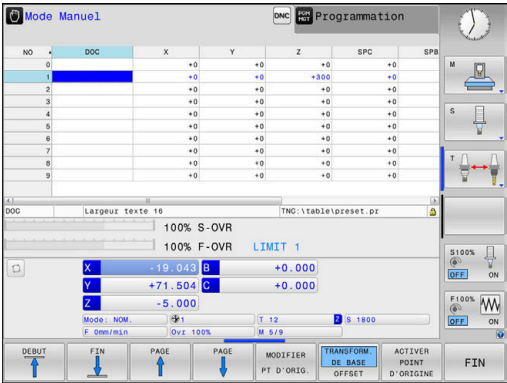 Mode Manuel DNC PGM MGT Programmation
NO DOC X Y Z SPC SPB
0 +0 +0 +0 +0
1 +0 +0 +300 +0
2 +0 +0 +0 +0
3 +0 +0 +0 +0
4 +0 +0 +0 +0
5 +0 +0 +0 +0
6 +0 +0 +0 +0
7 +0 +0 +0 +0
8 +0 +0 +0 +0
9 +0 +0 +0 +0
DOC Largeur texte 16 TNC:\table\preset.pr
100% S-OVR
100% F-OVR LIMIT 1
X -19.043 B +0.000
Y +71.504 C +0.000
Z -5.000
Mode: NOM. 1 T 12 Z S 1800
F 0mm/min Ovr 100% M 5/9
M
S
T
S100%
OFF ON
F100%
OFF ON
DEBUT FIN PAGE PAGE MODIFIER PT D'ORIG. TRANSFORM. DE BASE OFFSET ACTIVER POINT D'ORIGINE FIN